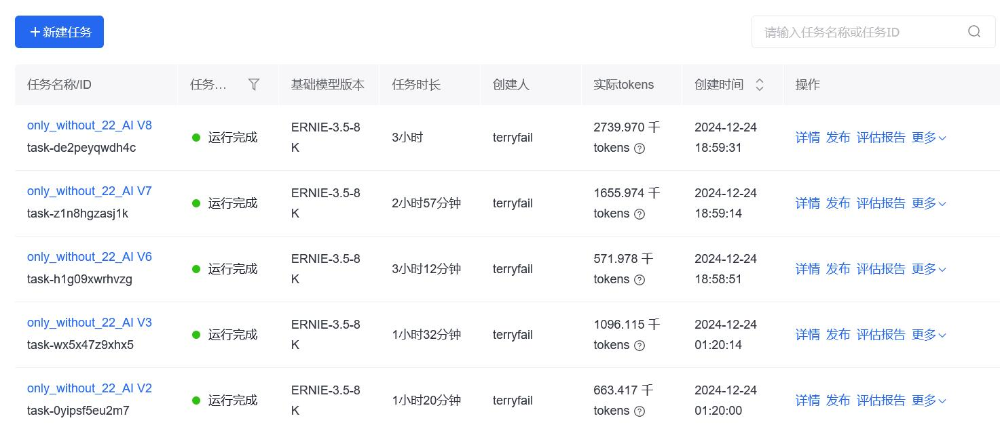 新建任务
请输入任务名称或任务ID
任务名称/ID 任务... 基础模型版本 任务时长 创建人 实际tokens 创建时间 操作
only_without_22_AI V8
task-de2peyqwdh4c
运行完成
ERNIE-3.5-8
K
3小时
terryfail
2739.970 千
tokens
2024-12-24
18:59:31
详情 发布 评估报告 更多
only_without_22_AI V7
task-z1n8hgzasj1k
运行完成
ERNIE-3.5-8
K
2小时57分钟
terryfail
1655.974 千
tokens
2024-12-24
18:59:14
详情 发布 评估报告 更多
only_without_22_AI V6
task-h1g09xwrhvzg
运行完成
ERNIE-3.5-8
K
3小时12分钟
terryfail
571.978 千
tokens
2024-12-24
18:58:51
详情 发布 评估报告 更多
only_without_22_AI V3
task-wx5x47z9xhx5
运行完成
ERNIE-3.5-8
K
1小时32分钟
terryfail
1096.115 千
tokens
2024-12-24
01:20:14
详情 发布 评估报告 更多
only_without_22_AI V2
task-0yipsf5eu2m7
运行完成
ERNIE-3.5-8
K
1小时20分钟
terryfail
663.417 千
tokens
2024-12-24
01:20:00
详情 发布 评估报告 更多